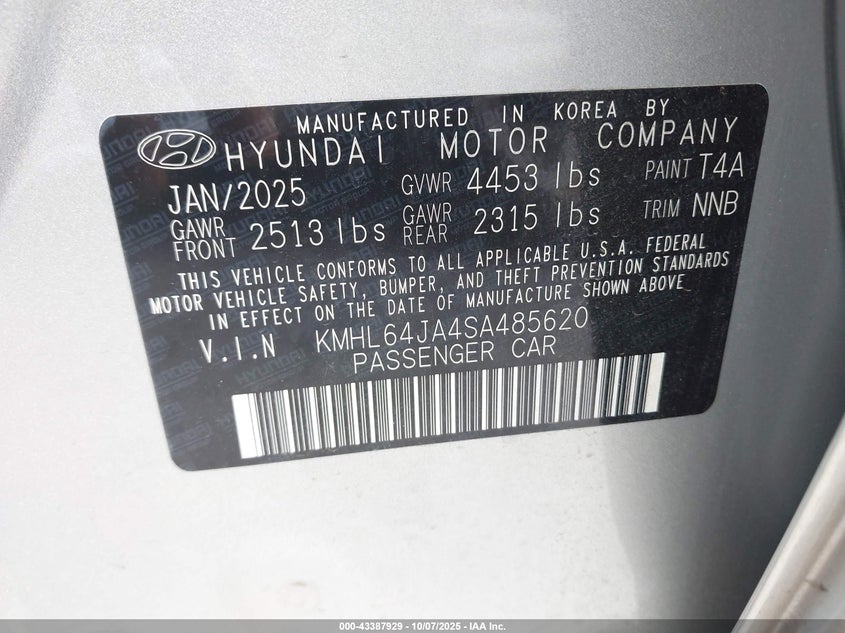 MANUFACTURED IN KOREA BY
HYUNDAI MOTOR COMPANY
JAN/2025 GVWR 4453 lbs PAINT T4A
GAWR FRONT 2513 lbs GAWR REAR 2315 lbs TRIM NNB
THIS VEHICLE CONFORMS TO ALL APPLICABLE U.S.A. FEDERAL
MOTOR VEHICLE SAFETY, BUMPER, AND THEFT PREVENTION STANDARDS
IN EFFECT ON THE DATE OF MANUFACTURE SHOWN ABOVE
V.I.N KMHL64JA4SA485620
PASSENGER CAR
000-43387929 - 10/07/2025 - IAA Inc.